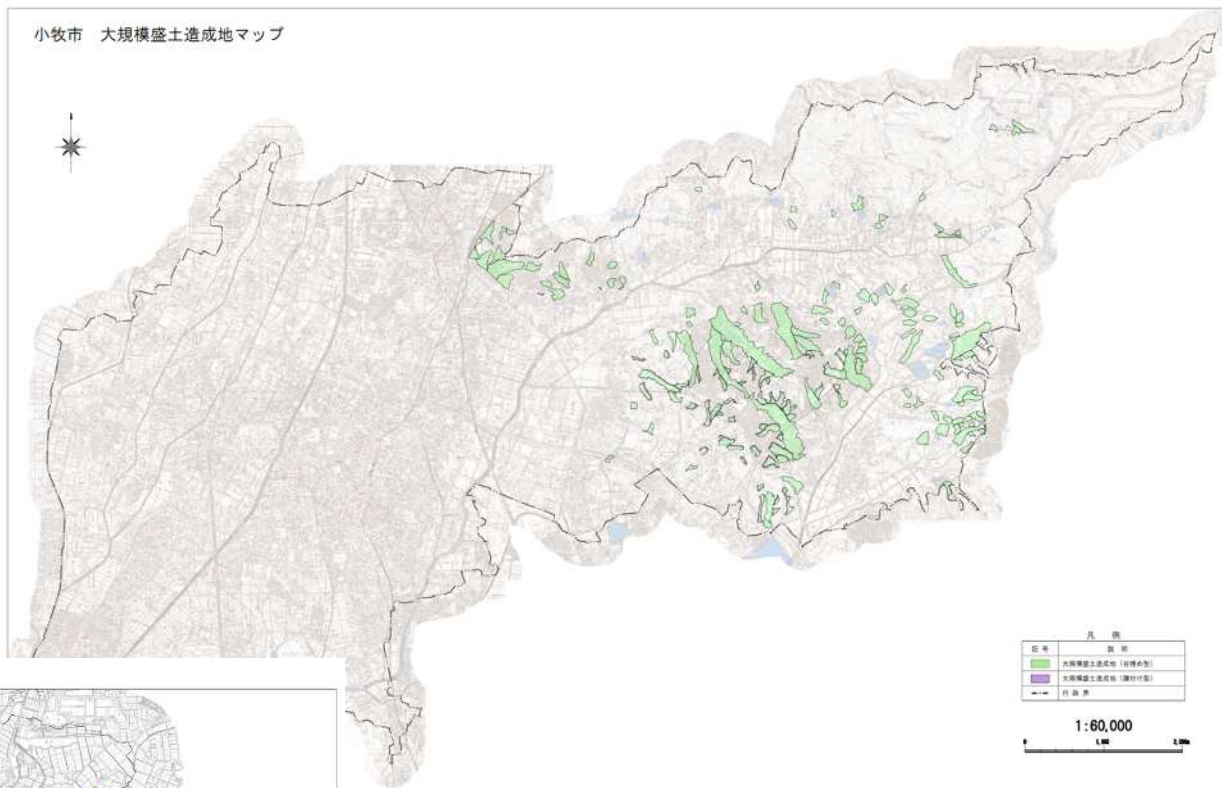 小牧市 大規模盛土造成地マップ
凡 例
記号 説 明
大規模盛土造成地（谷埋め型）
大規模盛土造成地（腹付け型）
行 政 界
1:60,000
0